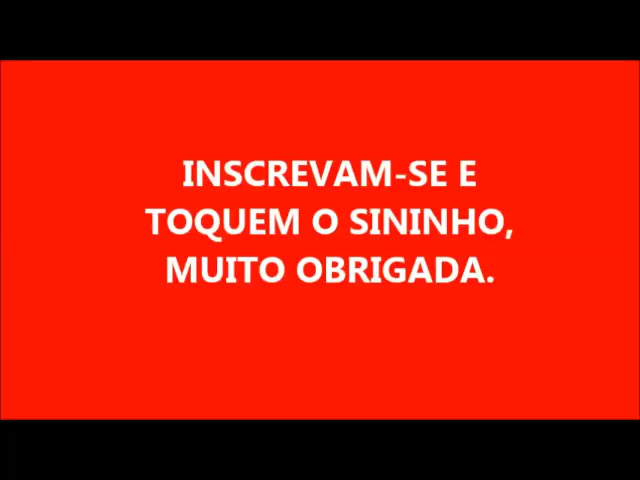 INSCREVAM-SE E
TOQUEM O SININHO,
MUITO OBRIGADA.